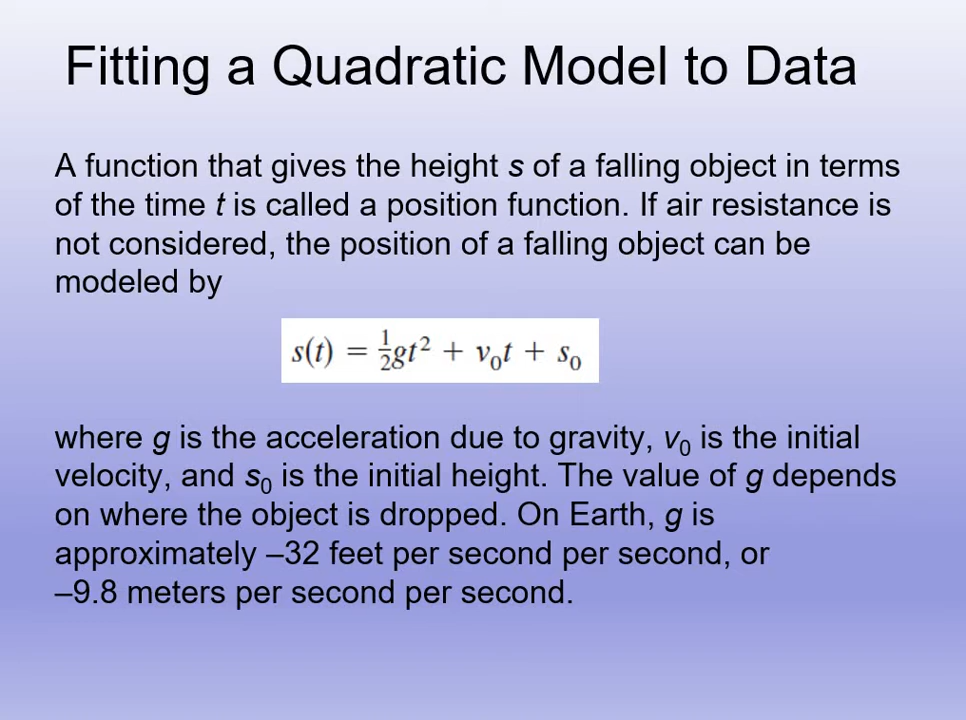 Fitting a Quadratic Model to Data
A function that gives the height s of a falling object in terms
of the time t is called a position function. If air resistance is
not considered, the position of a falling object can be
modeled by
s(t) = ½gt² + v₀t + s₀
where g is the acceleration due to gravity, v₀ is the initial
velocity, and s₀ is the initial height. The value of g depends
on where the object is dropped. On Earth, g is
approximately –32 feet per second per second, or
–9.8 meters per second per second.